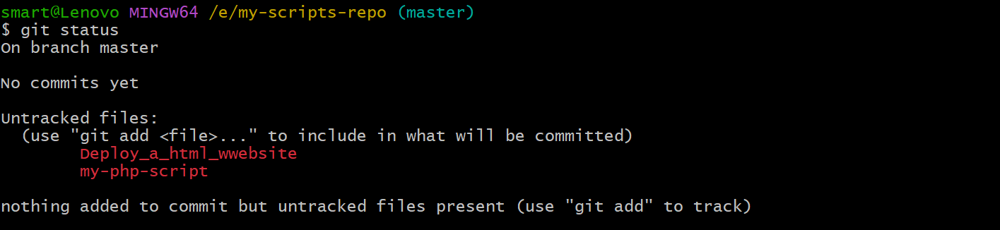 smart@Lenovo MINGW64 /e/my-scripts-repo (master)
$ git status
On branch master
No commits yet
Untracked files:
(use "git add <file>..." to include in what will be committed)
Deploy_a_html_wwebsite
my-php-script
nothing added to commit but untracked files present (use "git add" to track)